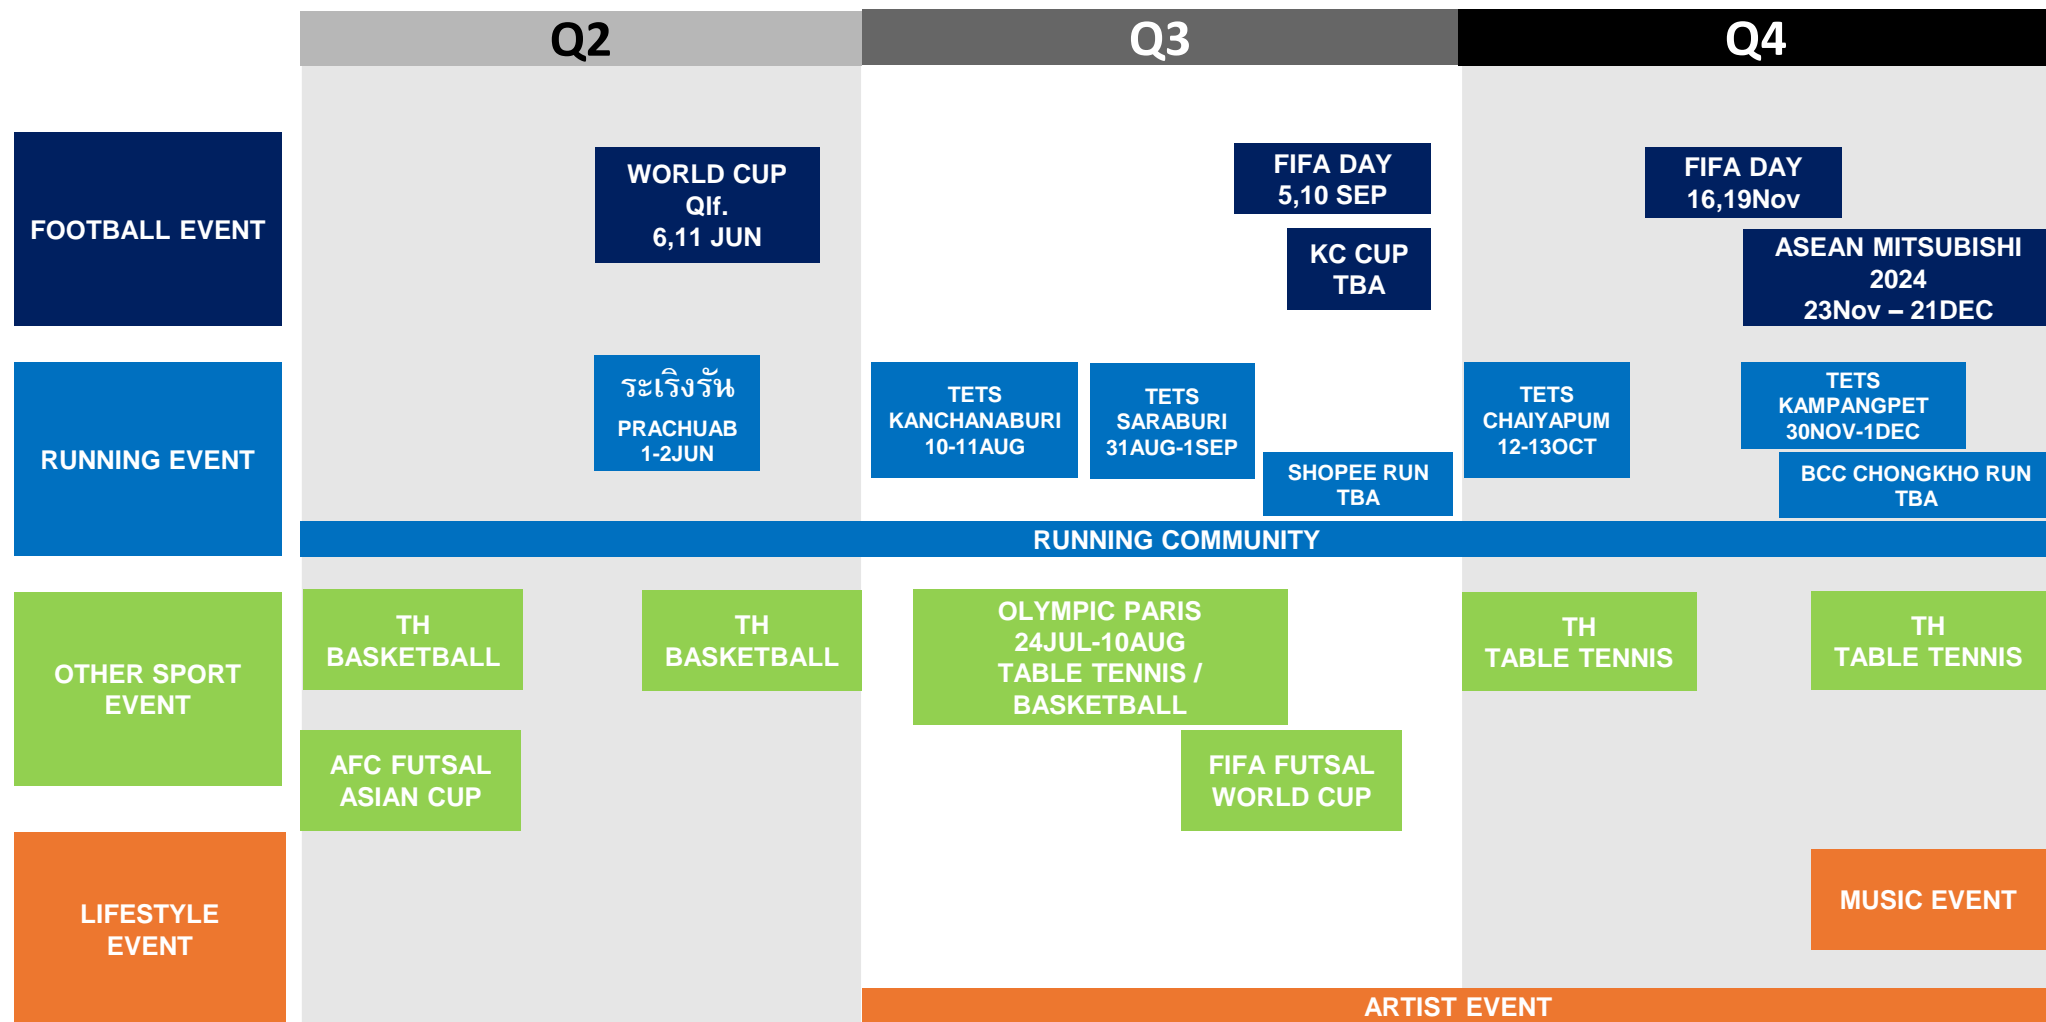 Q2
Q3
Q4
FOOTBALL EVENT
WORLD CUP
Qlf.
6,11 JUN
FIFA DAY
5,10 SEP
KC CUP
TBA
FIFA DAY
16,19Nov
ASEAN MITSUBISHI
2024
23Nov – 21DEC
RUNNING EVENT
ระเริงรัน
PRACHUAB
1-2JUN
TETS
KANCHANABURI
10-11AUG
TETS
SARABURI
31AUG-1SEP
SHOPEE RUN
TBA
TETS
CHAIYAPUM
12-13OCT
TETS
KAMPANGPET
30NOV-1DEC
BCC CHONGKHO RUN
TBA
RUNNING COMMUNITY
OTHER SPORT
EVENT
TH
BASKETBALL
TH
BASKETBALL
OLYMPIC PARIS
24JUL-10AUG
TABLE TENNIS /
BASKETBALL
TH
TABLE TENNIS
TH
TABLE TENNIS
AFC FUTSAL
ASIAN CUP
FIFA FUTSAL
WORLD CUP
LIFESTYLE
EVENT
MUSIC EVENT
ARTIST EVENT